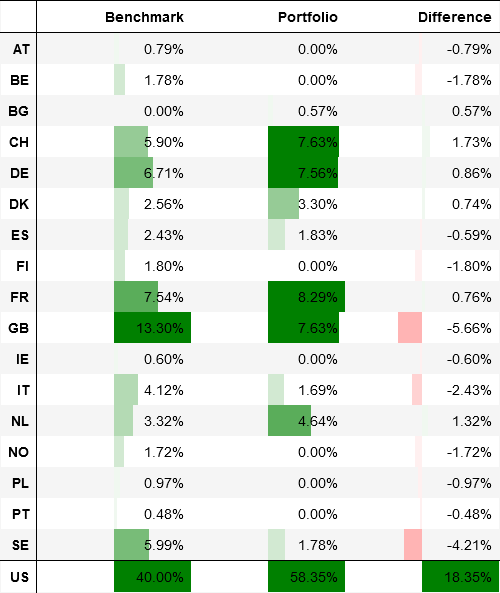 Benchmark Portfolio Difference
AT 0.79% 0.00% -0.79%
BE 1.78% 0.00% -1.78%
BG 0.00% 0.57% 0.57%
CH 5.90% 7.63% 1.73%
DE 6.71% 7.56% 0.86%
DK 2.56% 3.30% 0.74%
ES 2.43% 1.83% -0.59%
FI 1.80% 0.00% -1.80%
FR 7.54% 8.29% 0.76%
GB 13.30% 7.63% -5.66%
IE 0.60% 0.00% -0.60%
IT 4.12% 1.69% -2.43%
NL 3.32% 4.64% 1.32%
NO 1.72% 0.00% -1.72%
PL 0.97% 0.00% -0.97%
PT 0.48% 0.00% -0.48%
SE 5.99% 1.78% -4.21%
US 40.00% 58.35% 18.35%